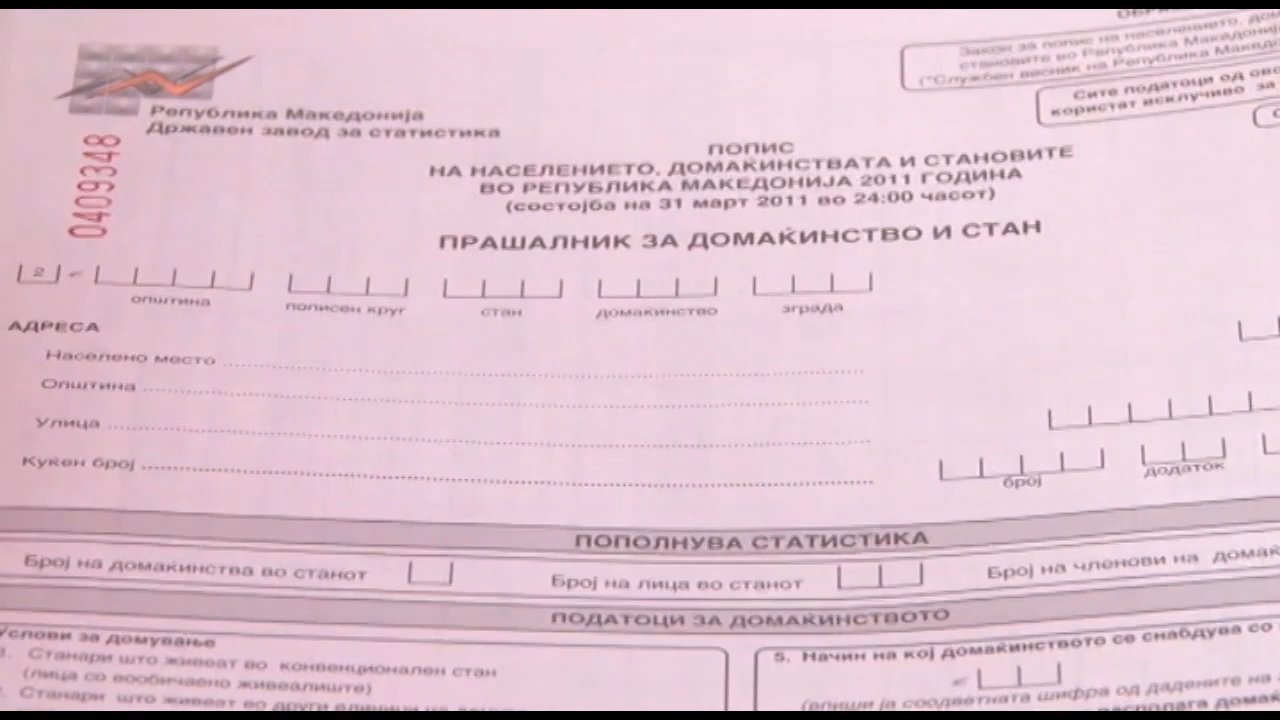 Закон за попис на населението, дом
становите во Република Македониј
("Службен весник на Република Македо
Сите податоци од ове
користат исклучиво за
Република Македонија
Државен завод за статистика
0409348
ПОПИС
НА НАСЕЛЕНИЕТО, ДОМАЌИНСТВАТА И СТАНОВИТЕ
ВО РЕПУБЛИКА МАКЕДОНИЈА 2011 ГОДИНА
(состојба на 31 март 2011 во 24:00 часот)
ПРАШАЛНИК ЗА ДОМАЌИНСТВО И СТАН
2
општина пописен круг стан домаќинство зграда
АДРЕСА
Населено место
Општина
Улица
Куќен број
број додаток
ПОПОЛНУВА СТАТИСТИКА
Број на домаќинства во станот Број на лица во станот Број на членови на домаќ
ПОДАТОЦИ ЗА ДОМАЌИНСТВОТО
Услови за домување
1. Станари што живеат во конвенционален стан
(лица со вообичаено живеалиште)
2. Станари што живеат во други
5. Начин на кој домаќинството се снабдува со
(впиши ја соодветната шифра од дадените на